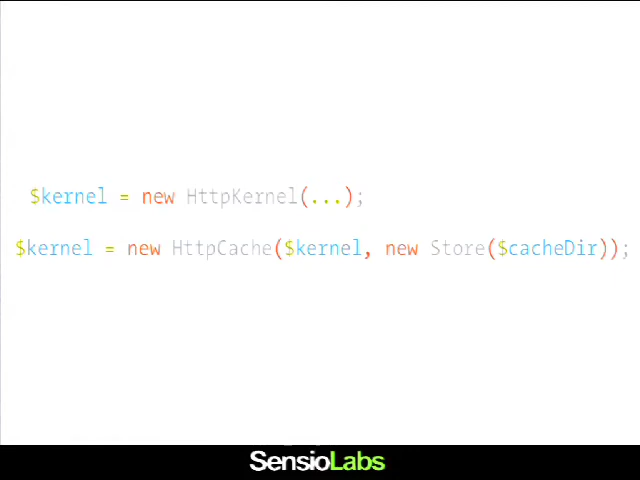 $kernel = new HttpKernel(...);
$kernel = new HttpCache($kernel, new Store($cacheDir));
SensioLabs